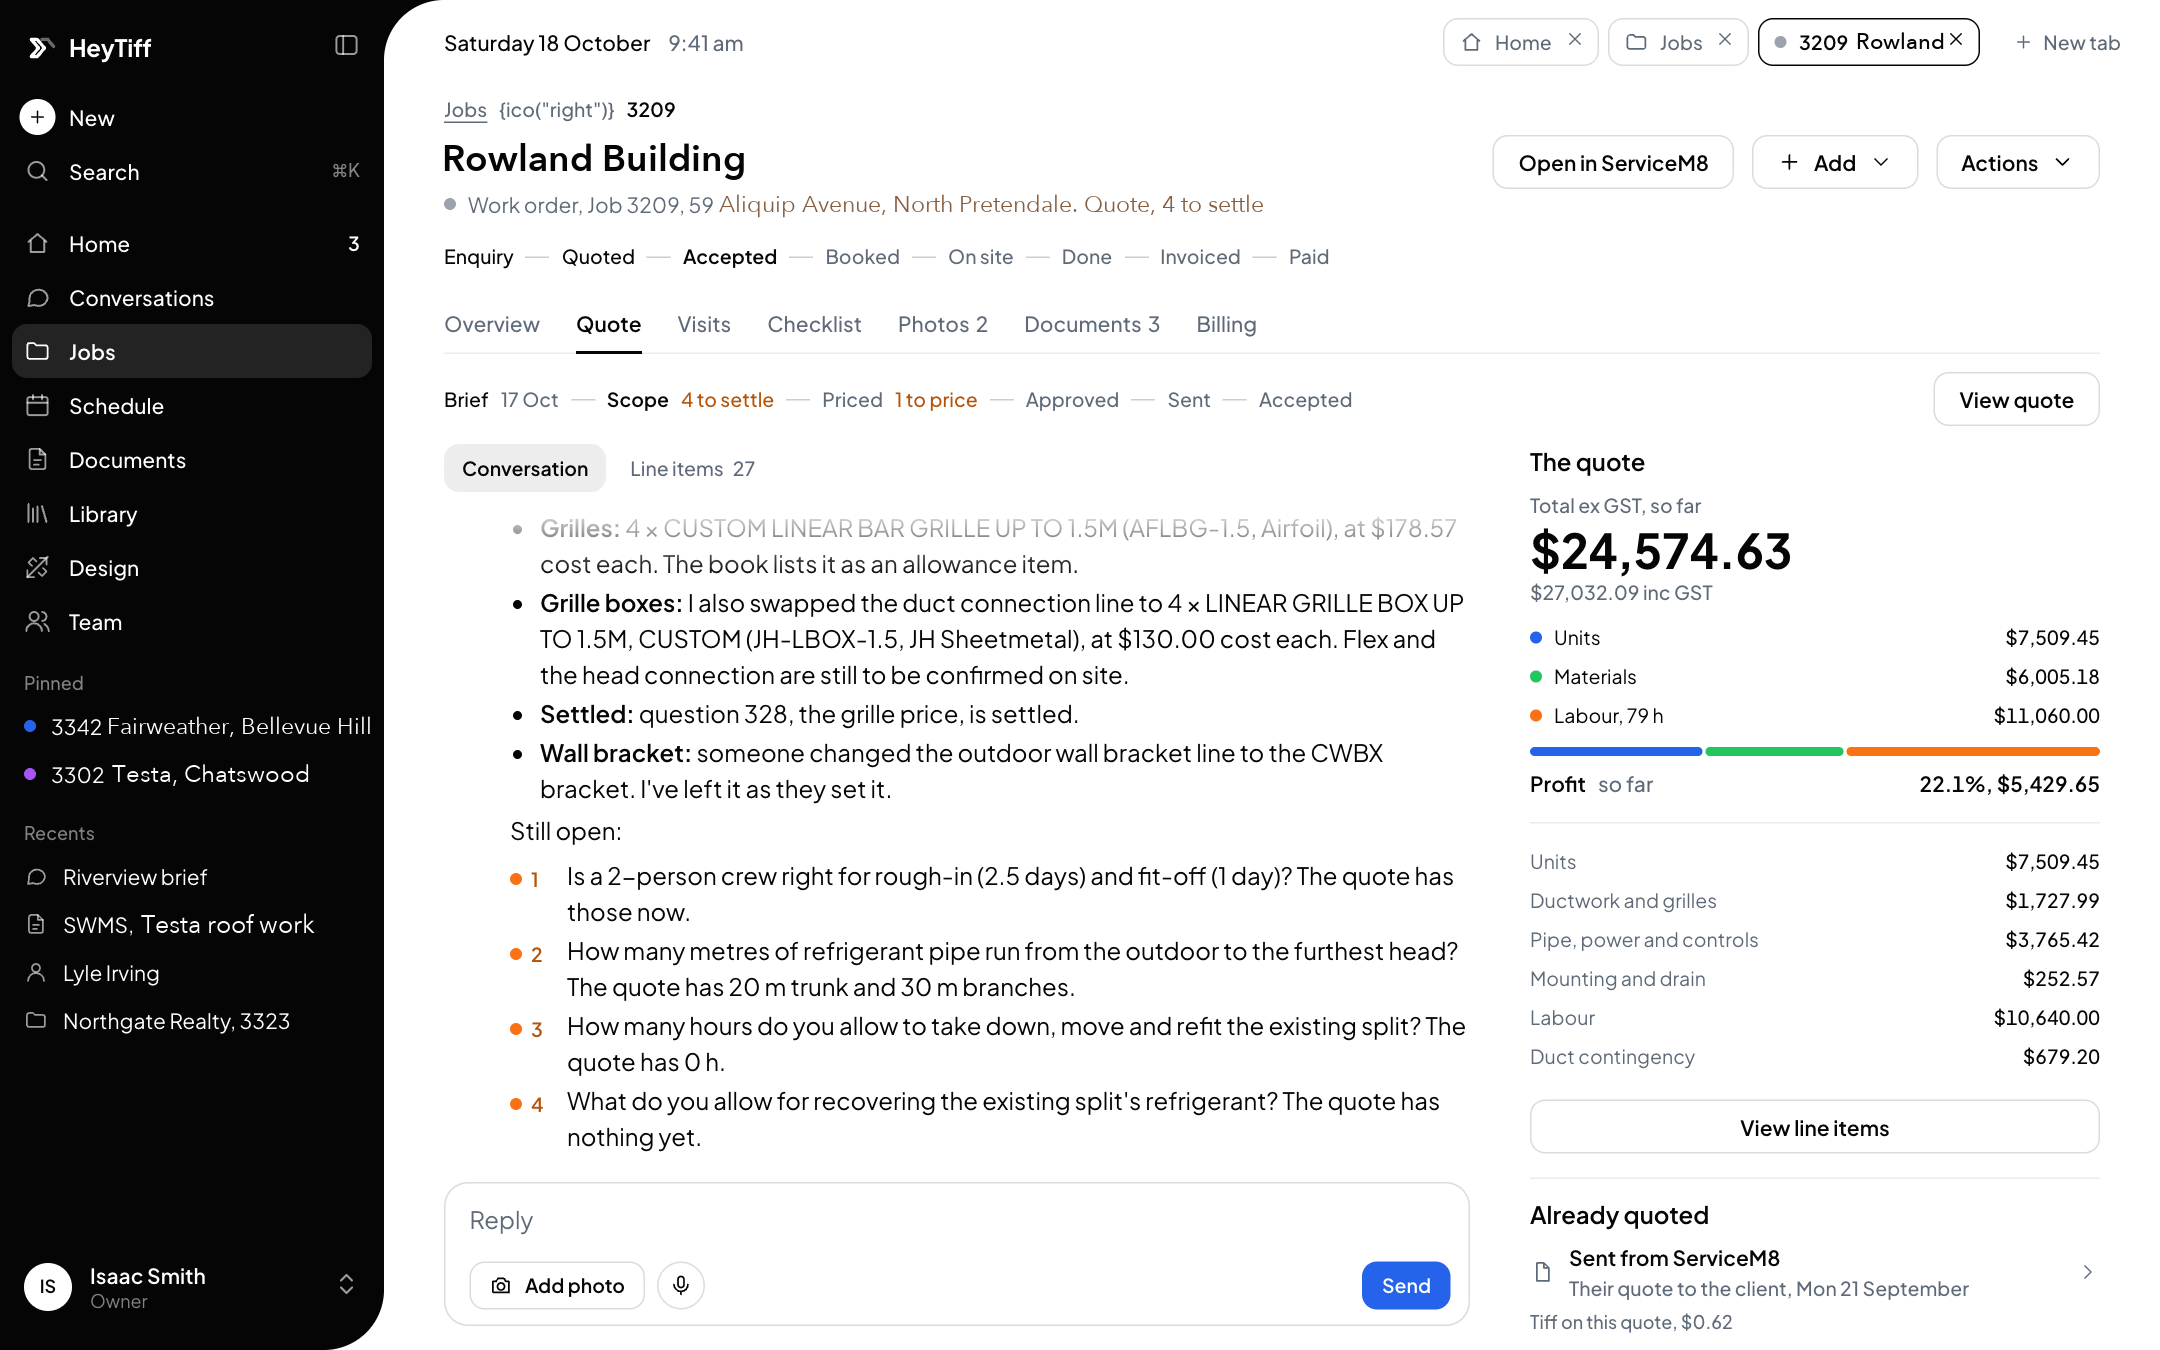 HeyTiff
New
Search ⌘K
Home 3
Conversations
Jobs
Schedule
Documents
Library
Design
Team
Pinned
3342 Fairweather, Bellevue Hill
3302 Testa, Chatswood
Recents
Riverview brief
SWMS, Testa roof work
Lyle Irving
Northgate Realty, 3323
IS Isaac Smith
Owner
Saturday 18 October 9:41 am
Home
Jobs
3209 Rowland
New tab
Jobs {ico("right")} 3209
Rowland Building
Work order, Job 3209, 59 Aliquip Avenue, North Pretendale. Quote, 4 to settle
Open in ServiceM8
Add
Actions
Enquiry — Quoted — Accepted — Booked — On site — Done — Invoiced — Paid
Overview Quote Visits Checklist Photos 2 Documents 3 Billing
Brief 17 Oct — Scope 4 to settle — Priced 1 to price — Approved — Sent — Accepted
View quote
Conversation Line items 27
• Grilles: 4 × CUSTOM LINEAR BAR GRILLE UP TO 1.5M (AFLBG-1.5, Airfoil), at $178.57
cost each. The book lists it as an allowance item.
• Grille boxes: I also swapped the duct connection line to 4 × LINEAR GRILLE BOX UP
TO 1.5M, CUSTOM (JH-LBOX-1.5, JH Sheetmetal), at $130.00 cost each. Flex and
the head connection are still to be confirmed on site.
• Settled: question 328, the grille price, is settled.
• Wall bracket: someone changed the outdoor wall bracket line to the CWBX
bracket. I've left it as they set it.
Still open:
1 Is a 2–person crew right for rough-in (2.5 days) and fit-off (1 day)? The quote has
those now.
2 How many metres of refrigerant pipe run from the outdoor to the furthest head?
The quote has 20 m trunk and 30 m branches.
3 How many hours do you allow to take down, move and refit the existing split? The
quote has 0 h.
4 What do you allow for recovering the existing split's refrigerant? The quote has
nothing yet.
Reply
Add photo
Send
The quote
Total ex GST, so far
$24,574.63
$27,032.09 inc GST
Units $7,509.45
Materials $6,005.18
Labour, 79 h $11,060.00
Profit so far 22.1%, $5,429.65
Units $7,509.45
Ductwork and grilles $1,727.99
Pipe, power and controls $3,765.42
Mounting and drain $252.57
Labour $10,640.00
Duct contingency $679.20
View line items
Already quoted
Sent from ServiceM8
Their quote to the client, Mon 21 September
Tiff on this quote, $0.62